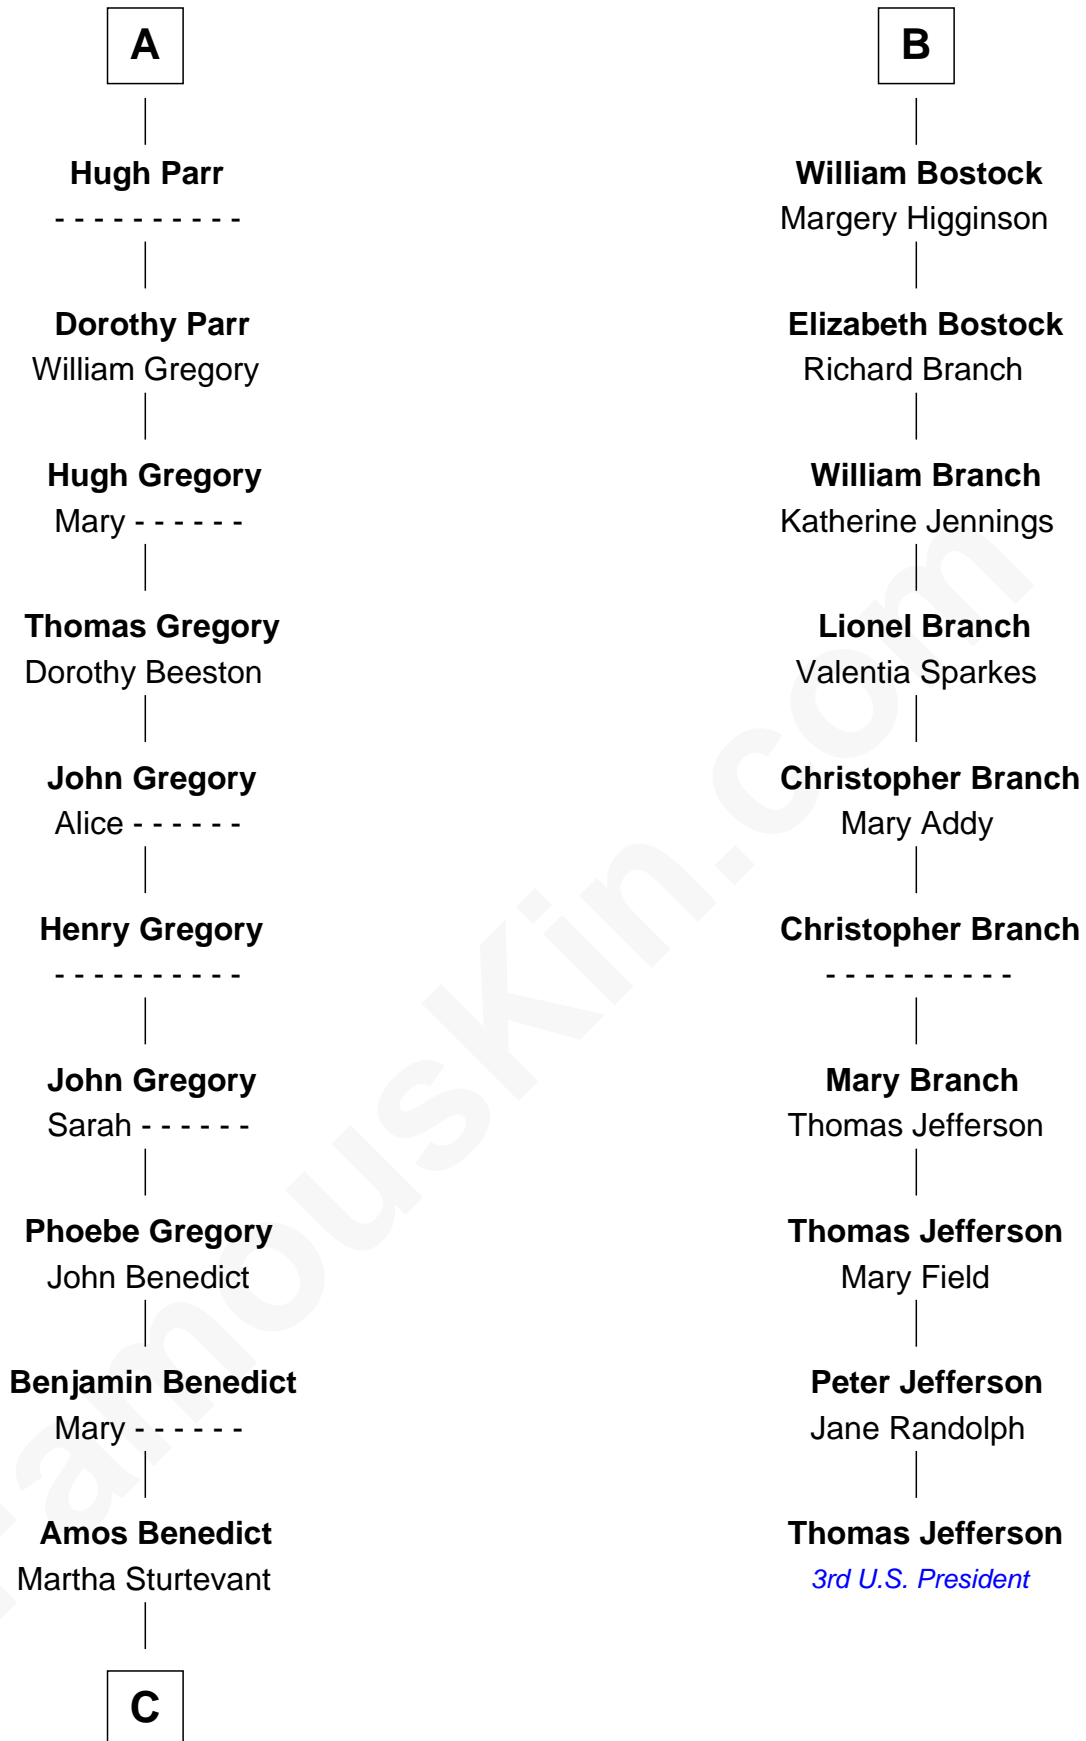 A
Hugh Parr
- - - - - - - - - -
Dorothy Parr
William Gregory
Hugh Gregory
Mary - - - - - -
Thomas Gregory
Dorothy Beeston
John Gregory
Alice - - - - - -
Henry Gregory
- - - - - - - - - -
John Gregory
Sarah - - - - - -
Phoebe Gregory
John Benedict
Benjamin Benedict
Mary - - - - - -
Amos Benedict
Martha Sturtevant
C
B
William Bostock
Margery Higginson
Elizabeth Bostock
Richard Branch
William Branch
Katherine Jennings
Lionel Branch
Valentia Sparkes
Christopher Branch
Mary Addy
Christopher Branch
- - - - - - - - - -
Mary Branch
Thomas Jefferson
Thomas Jefferson
Mary Field
Peter Jefferson
Jane Randolph
Thomas Jefferson
3rd U.S. President
FamousKin.com